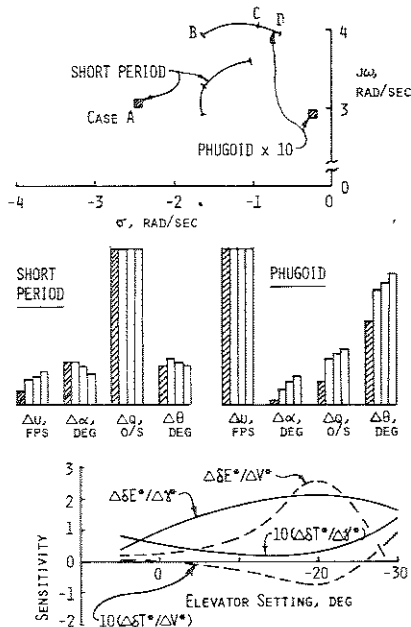 B C D 4
SHORT PERIOD
jω,
RAD/SEC
CASE A
3
PHUGOID x 10
0
-4 -3 -2 -1 0
σ, RAD/SEC
SHORT
PERIOD
PHUGOID
ΔU, Δα, ΔQ, Δθ ΔU, Δα, ΔQ, Δθ,
FPS DEG O/S DEG FPS DEG O/S DEG
3
ΔδE*/ΔV*
ΔδE*/Δγ*
2
1
10(ΔδT*/Δγ*)
0
0 -10 -20 -30
SENSITIVITY
-1
ELEVATOR SETTING, DEG
-2
10(ΔδT*/ΔV*)